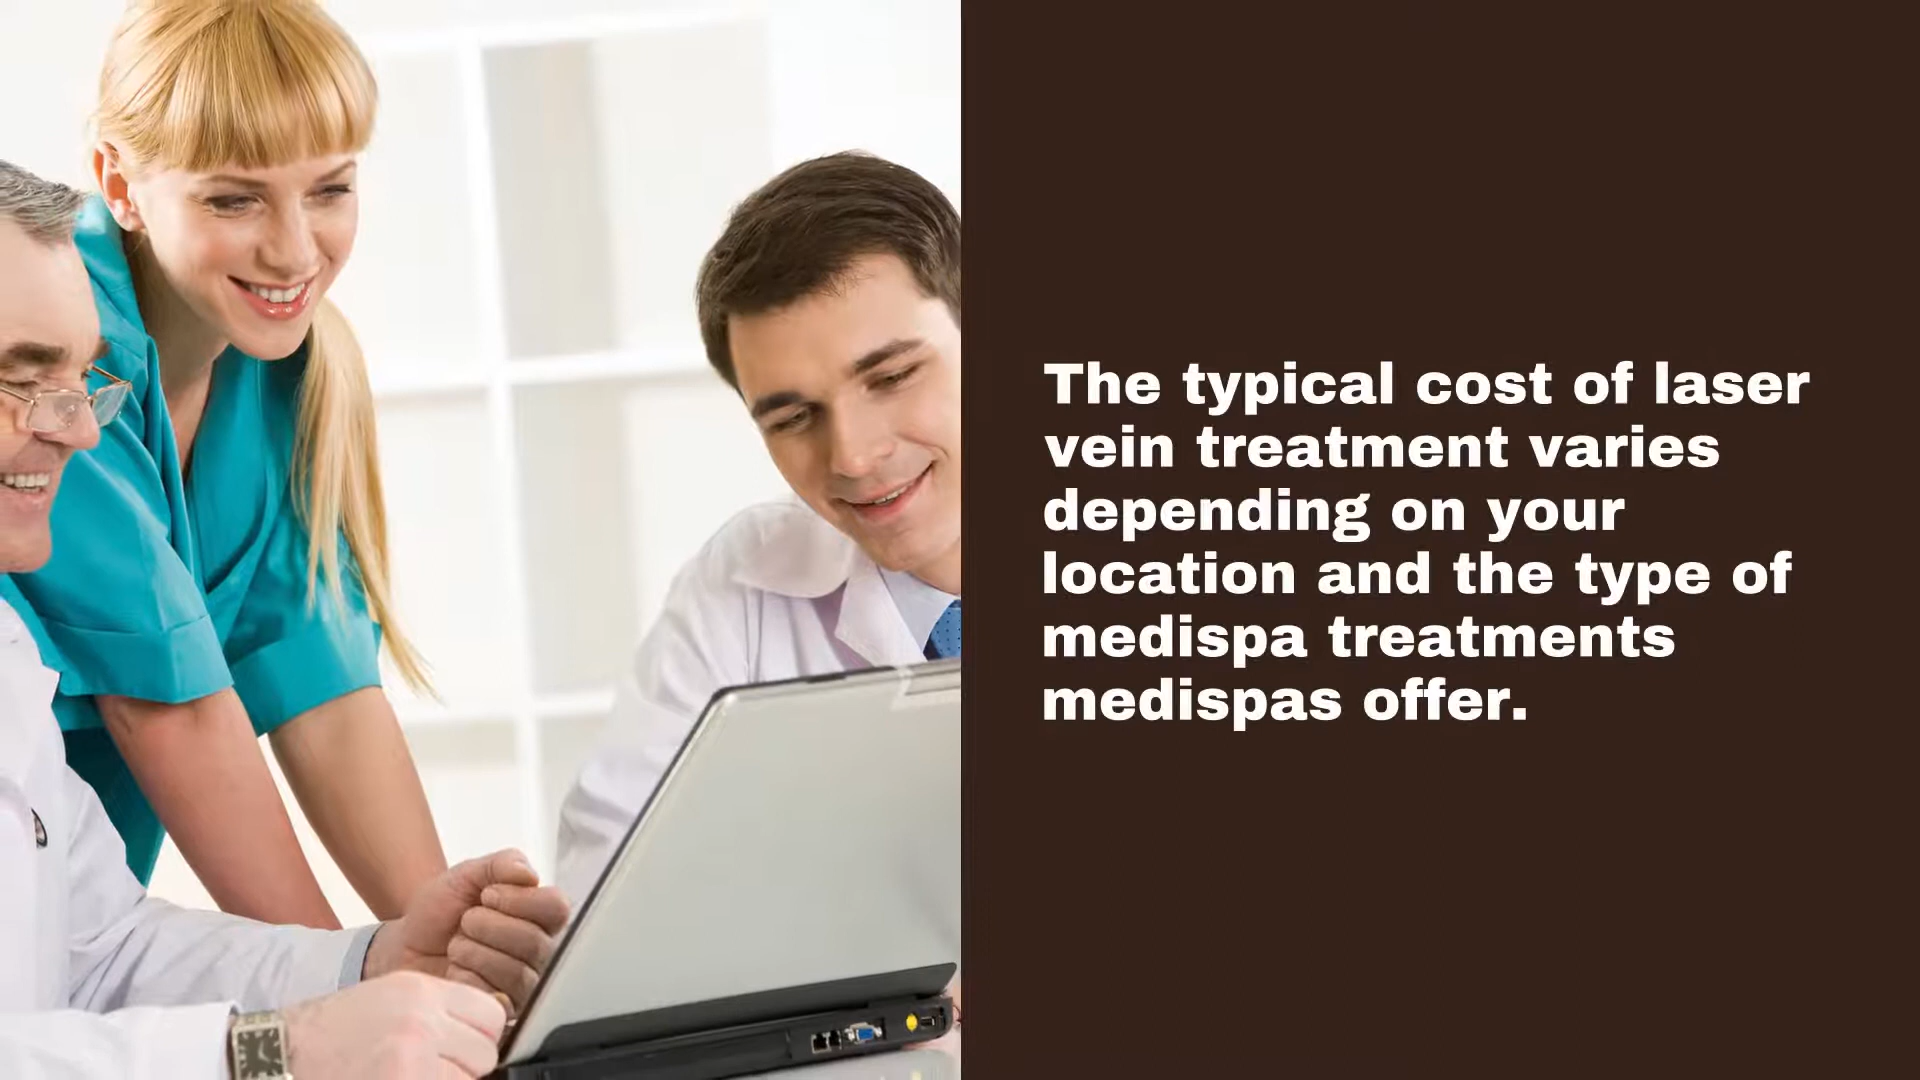 The typical cost of laser
vein treatment varies
depending on your
location and the type of
medispa treatments
medispas offer.